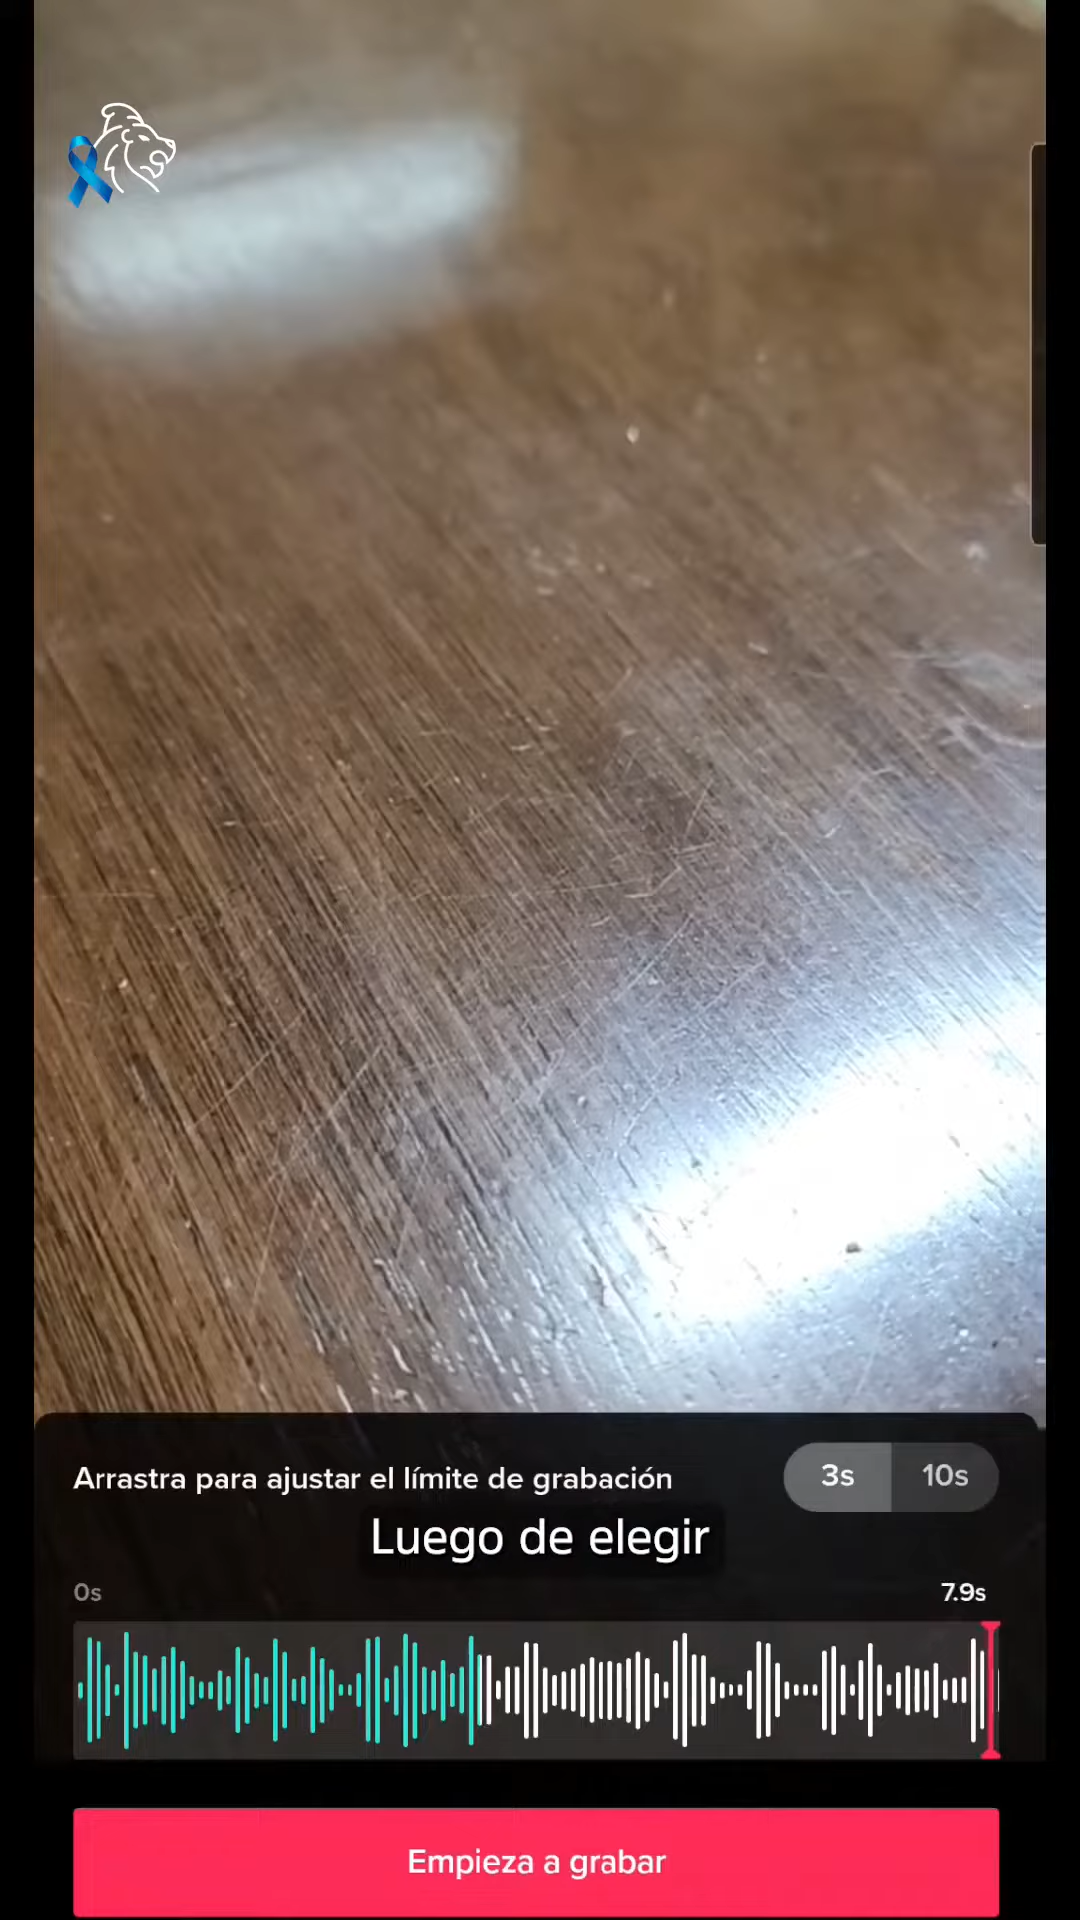 Arrastra para ajustar el límite de grabación
3s
10s
Luego de elegir
0s
7.9s
Empieza a grabar